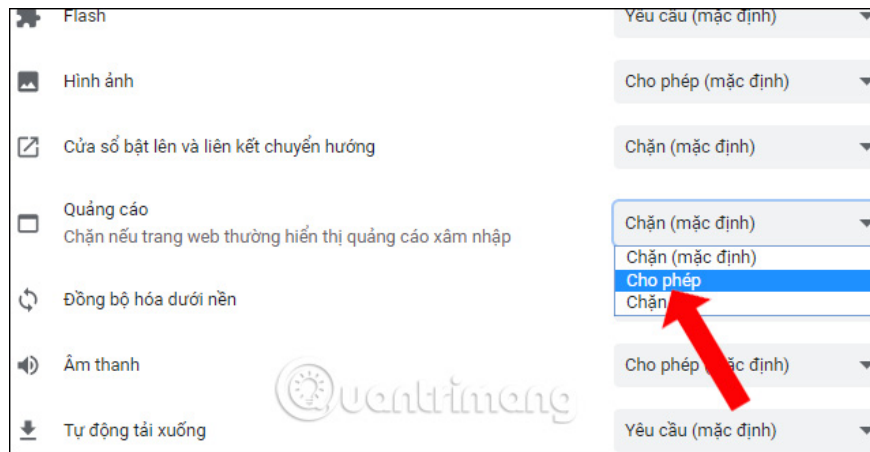 Flash
Yêu cầu (mặc định)
Hình ảnh
Cho phép (mặc định)
Cửa sổ bật lên và liên kết chuyển hướng
Chặn (mặc định)
Quảng cáo
Chặn nếu trang web thường hiển thị quảng cáo xâm nhập
Chặn (mặc định)
Chặn (mặc định)
Cho phép
Chặn
Đồng bộ hóa dưới nền
Âm thanh
Cho phép (mặc định)
Quantrimang
Tự động tải xuống
Yêu cầu (mặc định)